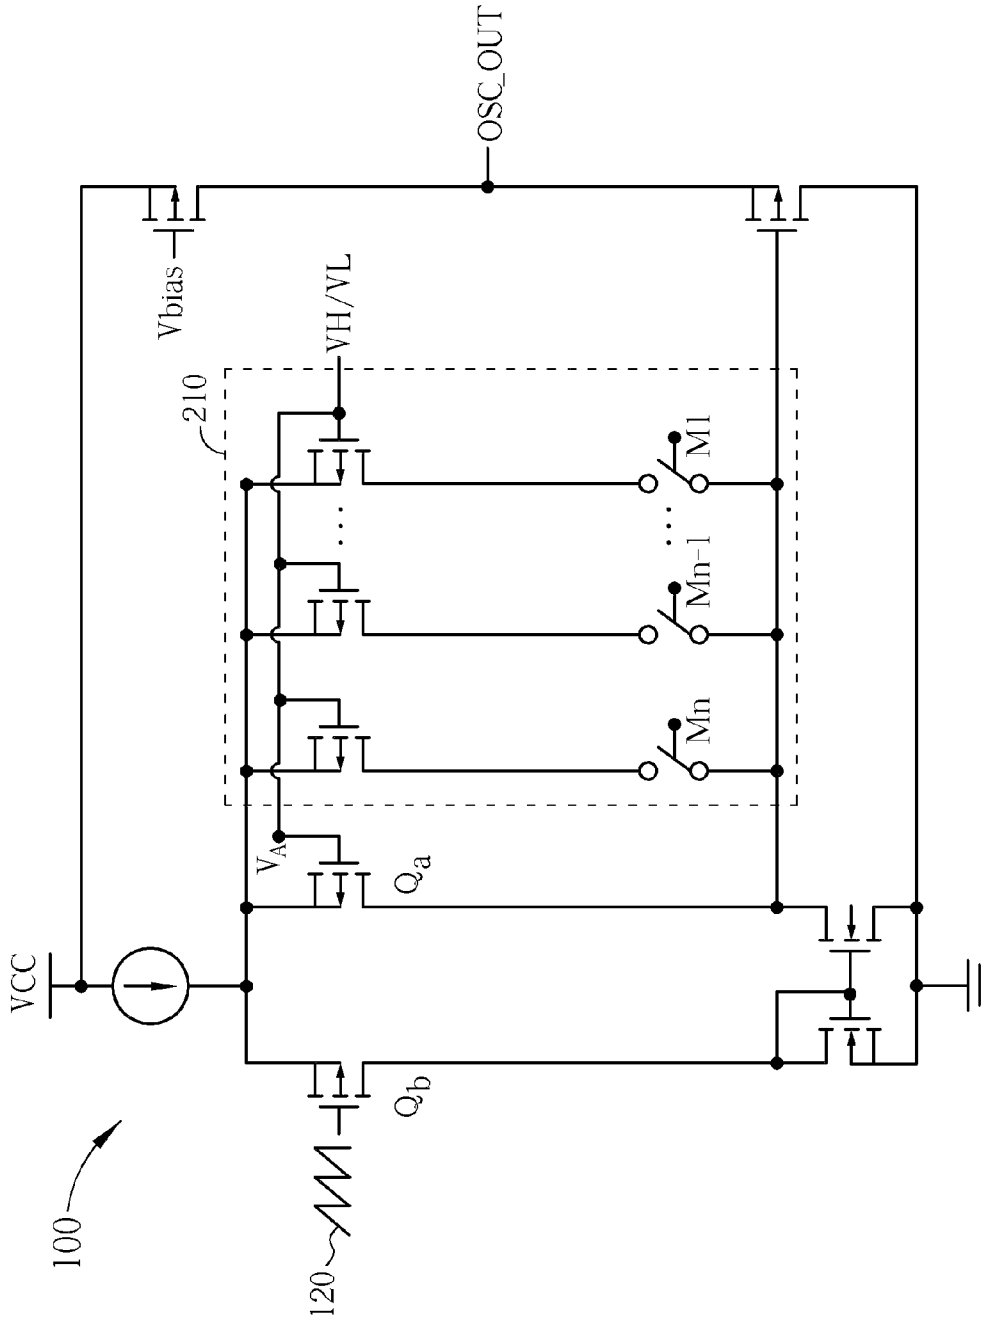 100
VCC
120
Qb
Qa
VA
210
Mn
Mn-1
M1
VH/VL
Vbias
OSC_OUT